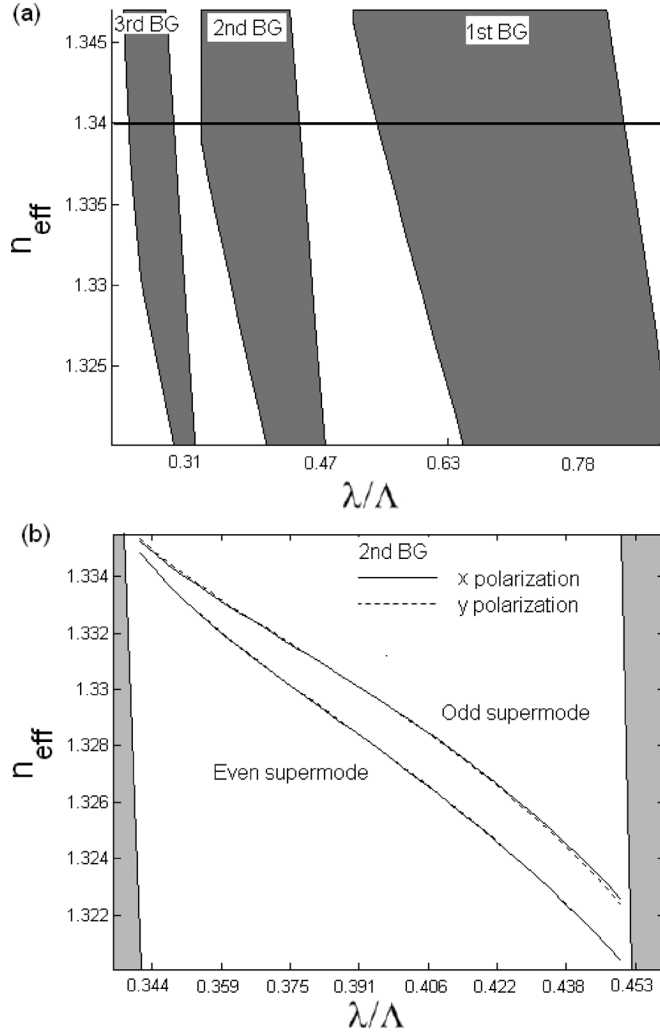 (a)
3rd BG
2nd BG
1st BG
1.345
1.34
1.335
1.33
1.325
n_eff
0.31
0.47
0.63
0.78
λ/Λ
(b)
2nd BG
x polarization
y polarization
1.334
1.332
1.33
1.328
1.326
1.324
1.322
n_eff
Odd supermode
Even supermode
0.344
0.359
0.375
0.391
0.406
0.422
0.438
0.453
λ/Λ